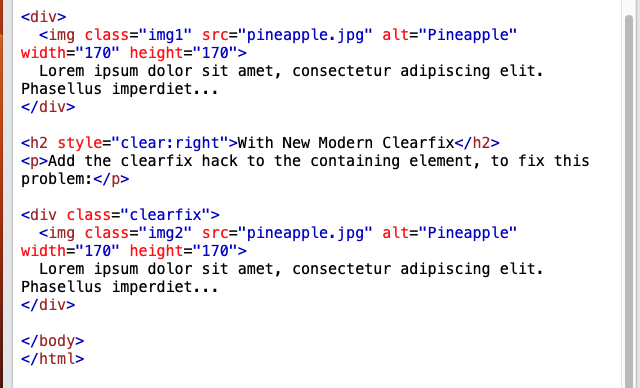 <div>
  <img class="img1" src="pineapple.jpg" alt="Pineapple"
width="170" height="170">
  Lorem ipsum dolor sit amet, consectetur adipiscing elit.
Phasellus imperdiet...
</div>

<h2 style="clear:right">With New Modern Clearfix</h2>
<p>Add the clearfix hack to the containing element, to fix this
problem:</p>

<div class="clearfix">
  <img class="img2" src="pineapple.jpg" alt="Pineapple"
width="170" height="170">
  Lorem ipsum dolor sit amet, consectetur adipiscing elit.
Phasellus imperdiet...
</div>

</body>
</html>